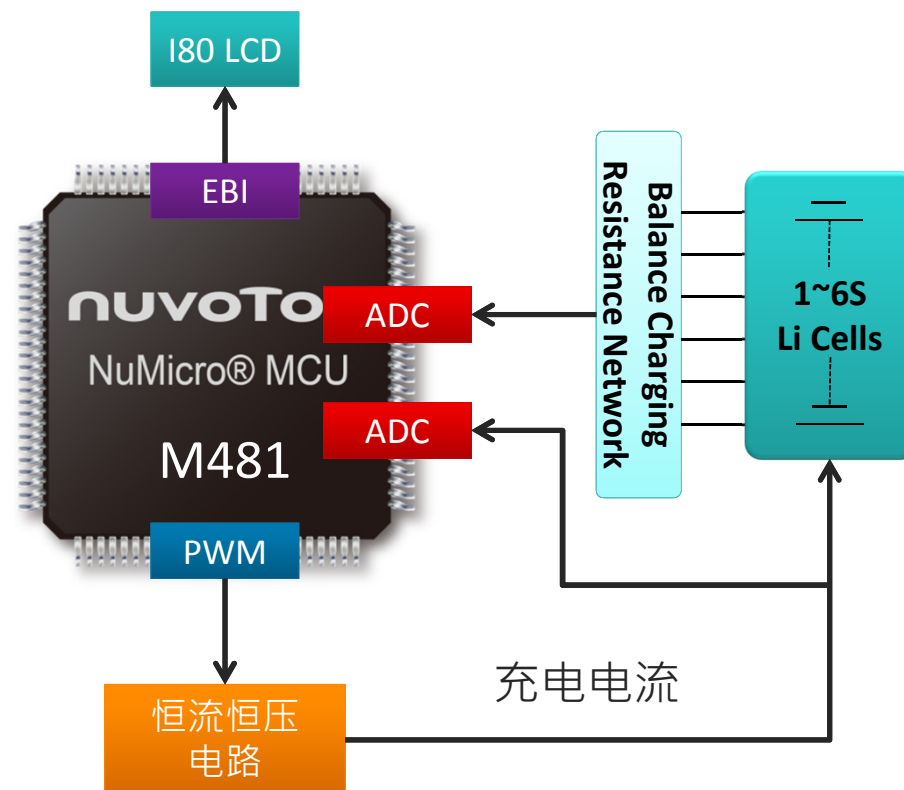 I80 LCD
EBI
nuvoTo
NuMicro® MCU
M481
ADC
ADC
PWM
Balance Charging
Resistance Network
1~6S
Li Cells
充电电流
恒流恒压
电路